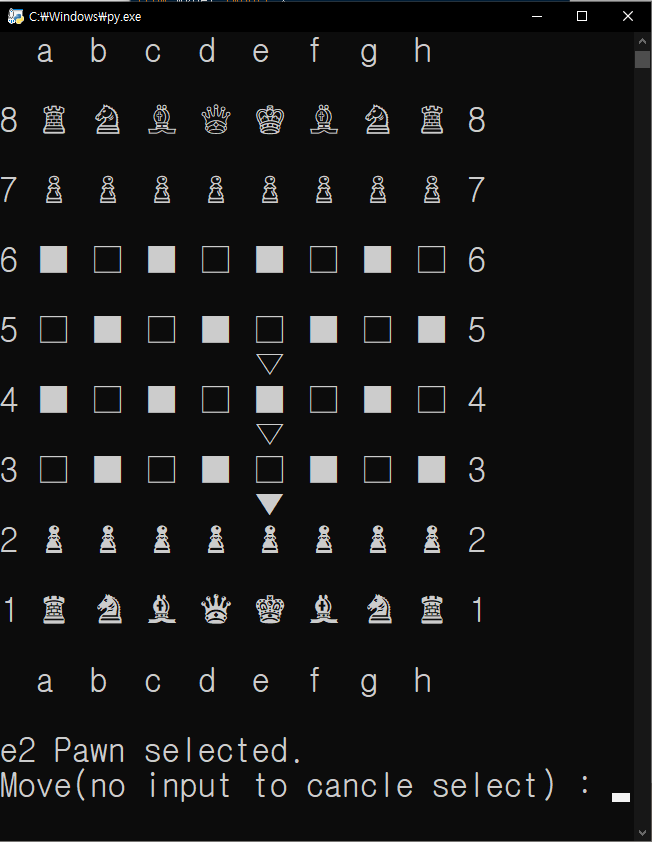 C:₩Windows₩py.exe
a b c d e f g h
8 ♖ ♘ ♗ ♕ ♔ ♗ ♘ ♖ 8
7 ♙ ♙ ♙ ♙ ♙ ♙ ♙ ♙ 7
6 ■ □ ■ □ ■ □ ■ □ 6
5 □ ■ □ ■ □ ■ □ ■ 5
▽
4 ■ □ ■ □ ■ □ ■ □ 4
▽
3 □ ■ □ ■ □ ■ □ ■ 3
▼
2 ♟ ♟ ♟ ♟ ♟ ♟ ♟ ♟ 2
1 ♜ ♞ ♝ ♛ ♚ ♝ ♞ ♜ 1
a b c d e f g h
e2 Pawn selected.
Move(no input to cancle select) :